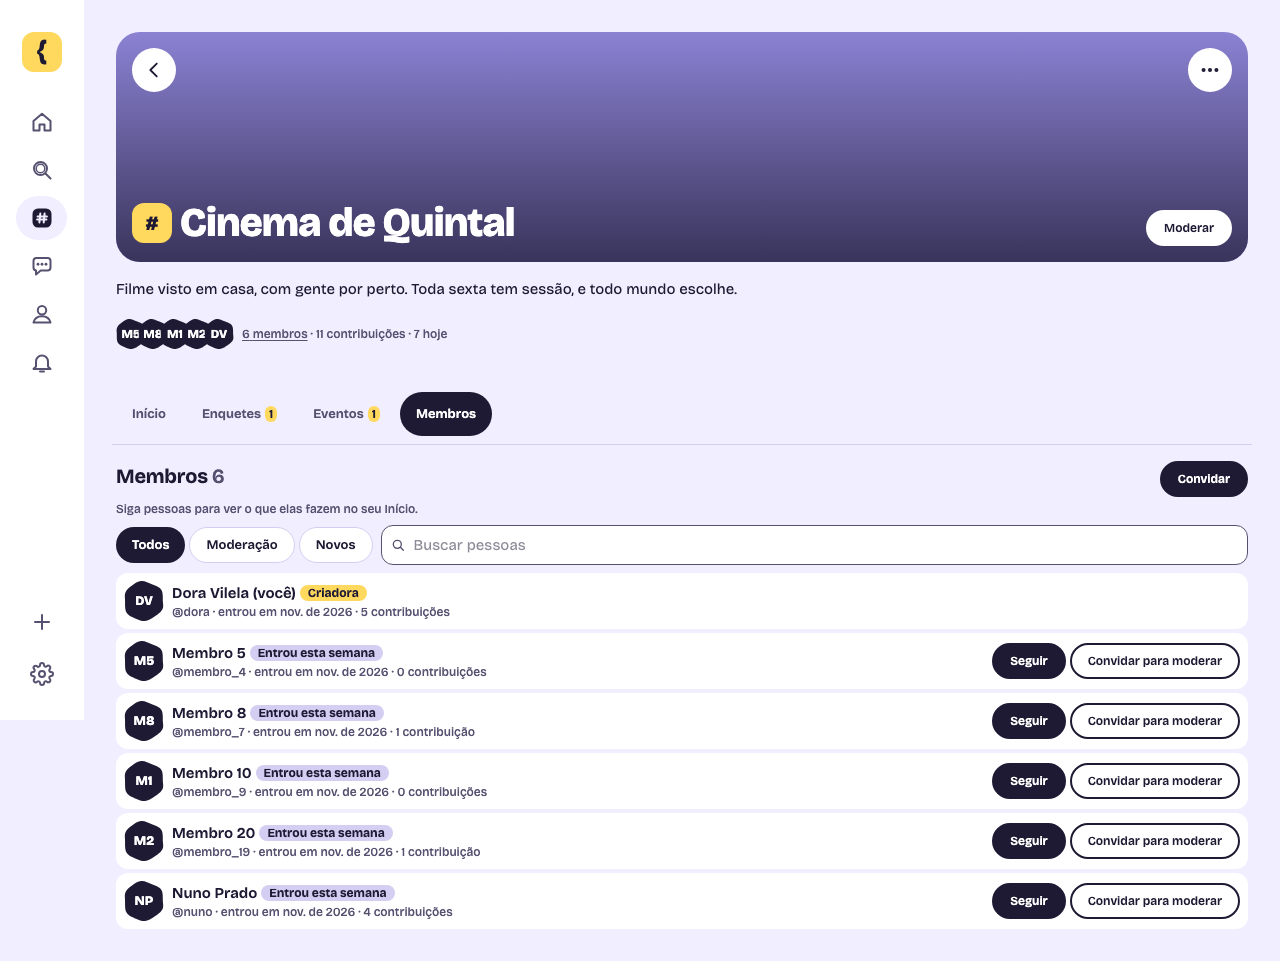 {
# Cinema de Quintal
Moderar
Filme visto em casa, com gente por perto. Toda sexta tem sessão, e todo mundo escolhe.
M5 M8 M1 M2 DV 6 membros · 11 contribuições · 7 hoje
Início Enquetes 1 Eventos 1 Membros
Membros 6
Convidar
Siga pessoas para ver o que elas fazem no seu Início.
Todos Moderação Novos Buscar pessoas
DV Dora Vilela (você) Criadora
@dora · entrou em nov. de 2026 · 5 contribuições
M5 Membro 5 Entrou esta semana
@membro_4 · entrou em nov. de 2026 · 0 contribuições
Seguir Convidar para moderar
M8 Membro 8 Entrou esta semana
@membro_7 · entrou em nov. de 2026 · 1 contribuição
Seguir Convidar para moderar
M1 Membro 10 Entrou esta semana
@membro_9 · entrou em nov. de 2026 · 0 contribuições
Seguir Convidar para moderar
M2 Membro 20 Entrou esta semana
@membro_19 · entrou em nov. de 2026 · 1 contribuição
Seguir Convidar para moderar
NP Nuno Prado Entrou esta semana
@nuno · entrou em nov. de 2026 · 4 contribuições
Seguir Convidar para moderar